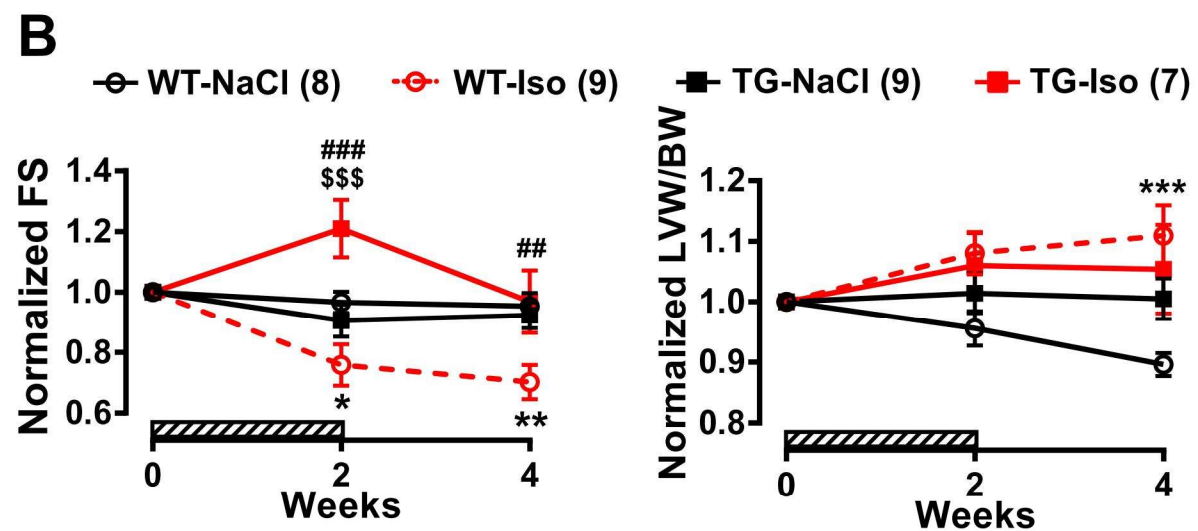 B
WT-NaCl (8) WT-Iso (9) TG-NaCl (9) TG-Iso (7)
Normalized FS
1.4
1.2
1.0
0.8
0.6
###
$$$
##
*
**
0 2 4
Weeks
Normalized LVW/BW
1.2
1.1
1.0
0.9
0.8
***
0 2 4
Weeks